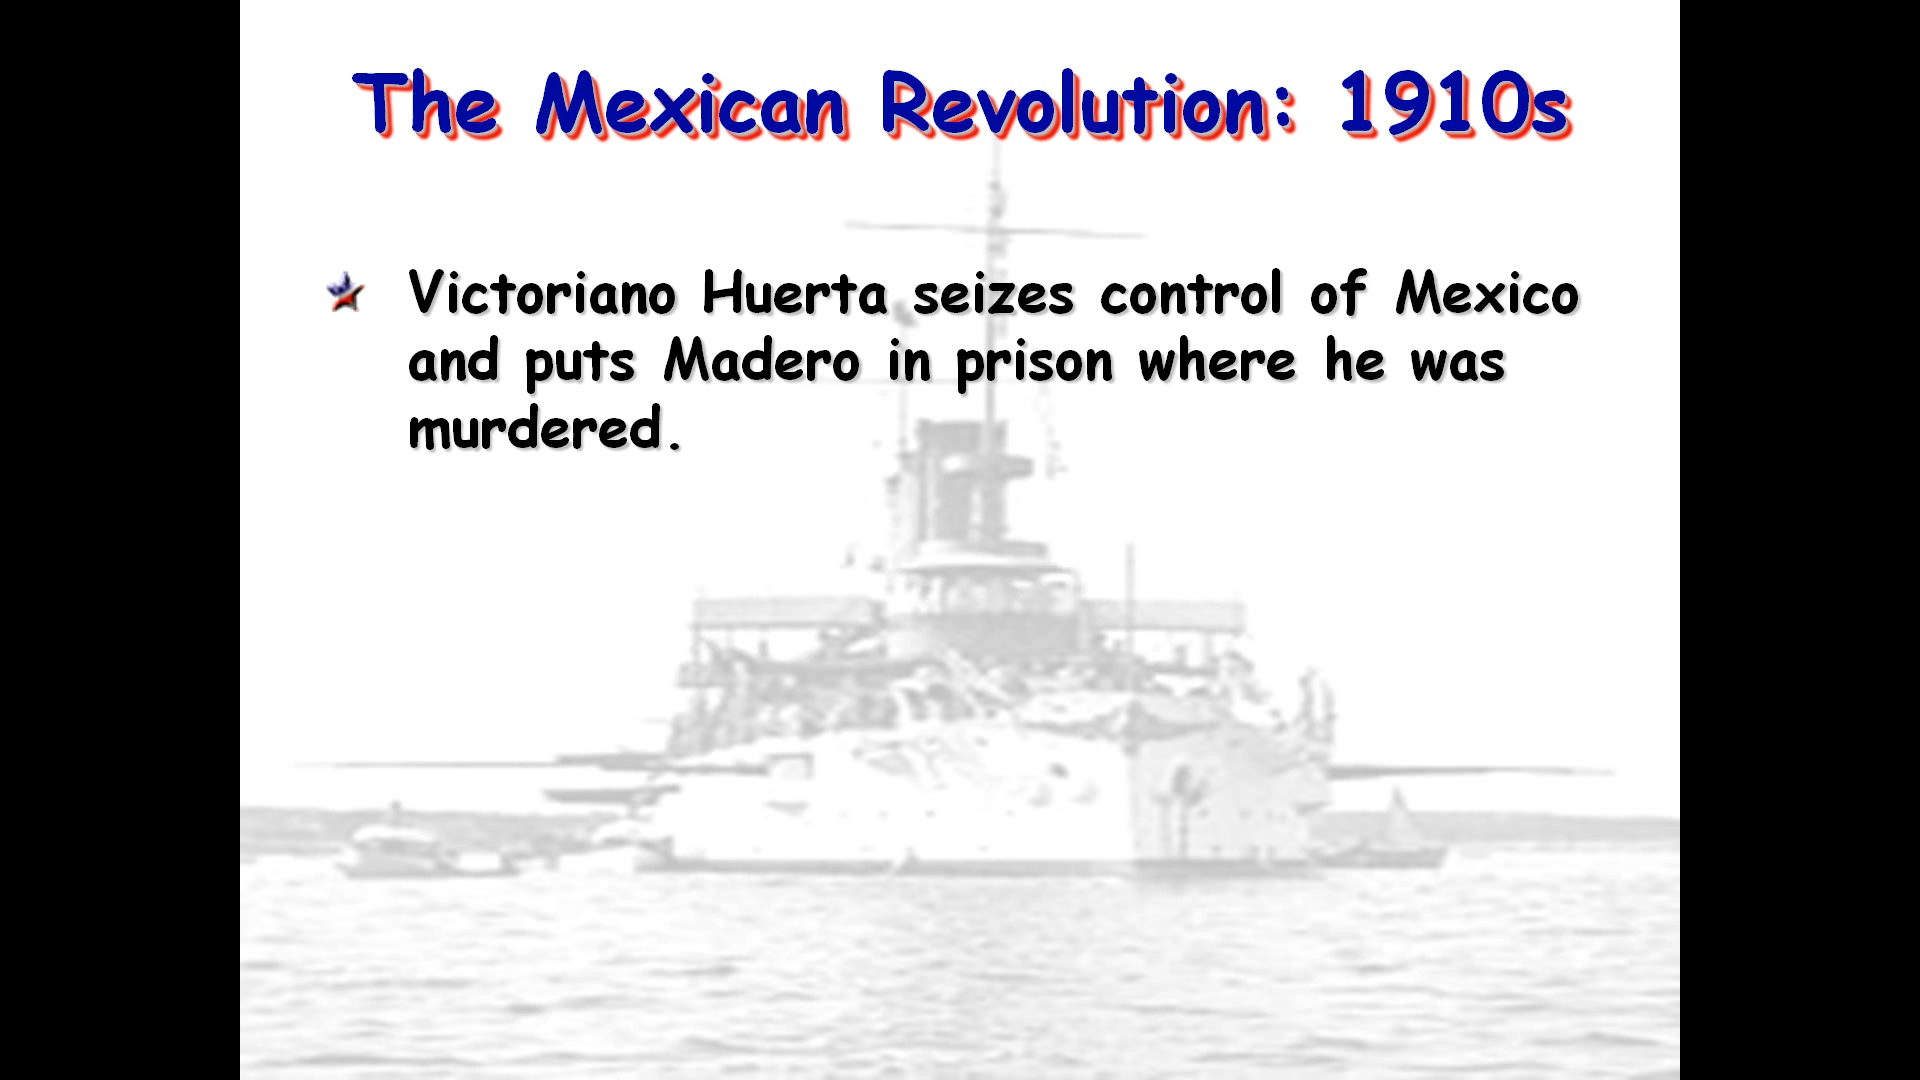 The Mexican Revolution: 1910s
Victoriano Huerta seizes control of Mexico
and puts Madero in prison where he was
murdered.